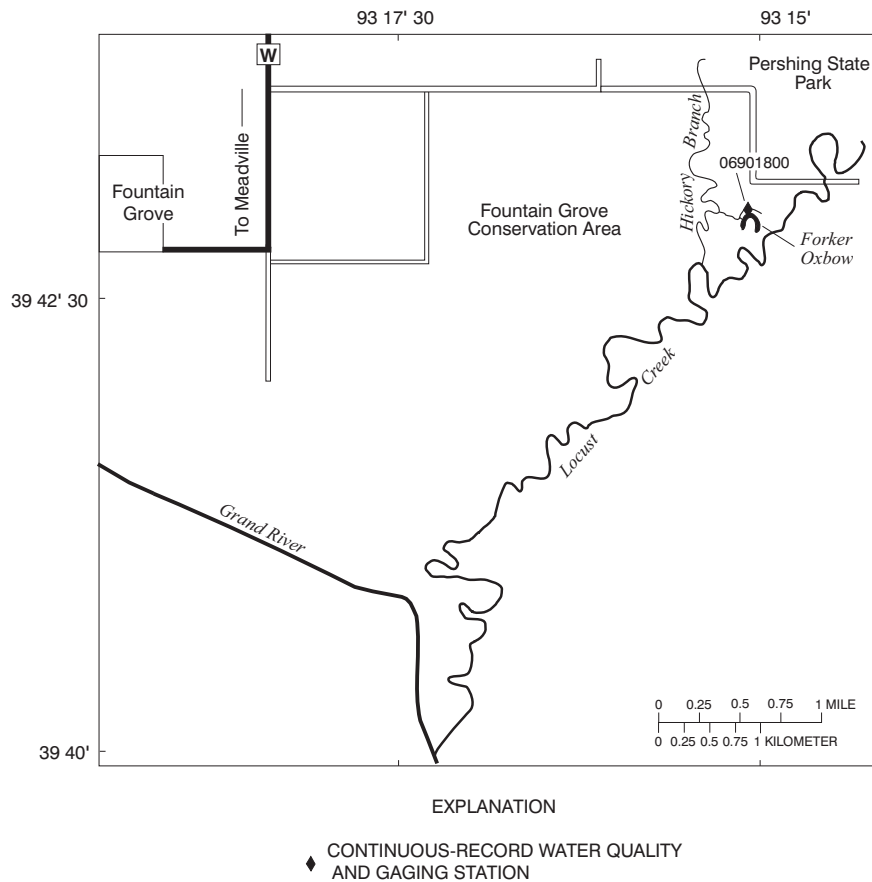 93 17' 30
93 15'
W
Pershing State
Park
To Meadville
Branch
Hickory
06901800
Fountain
Grove
Fountain Grove
Conservation Area
Forker
Oxbow
39 42' 30
Creek
Locust
Grand River
0 0.25 0.5 0.75 1 MILE
0 0.25 0.5 0.75 1 KILOMETER
39 40'
EXPLANATION
CONTINUOUS-RECORD WATER QUALITY
AND GAGING STATION